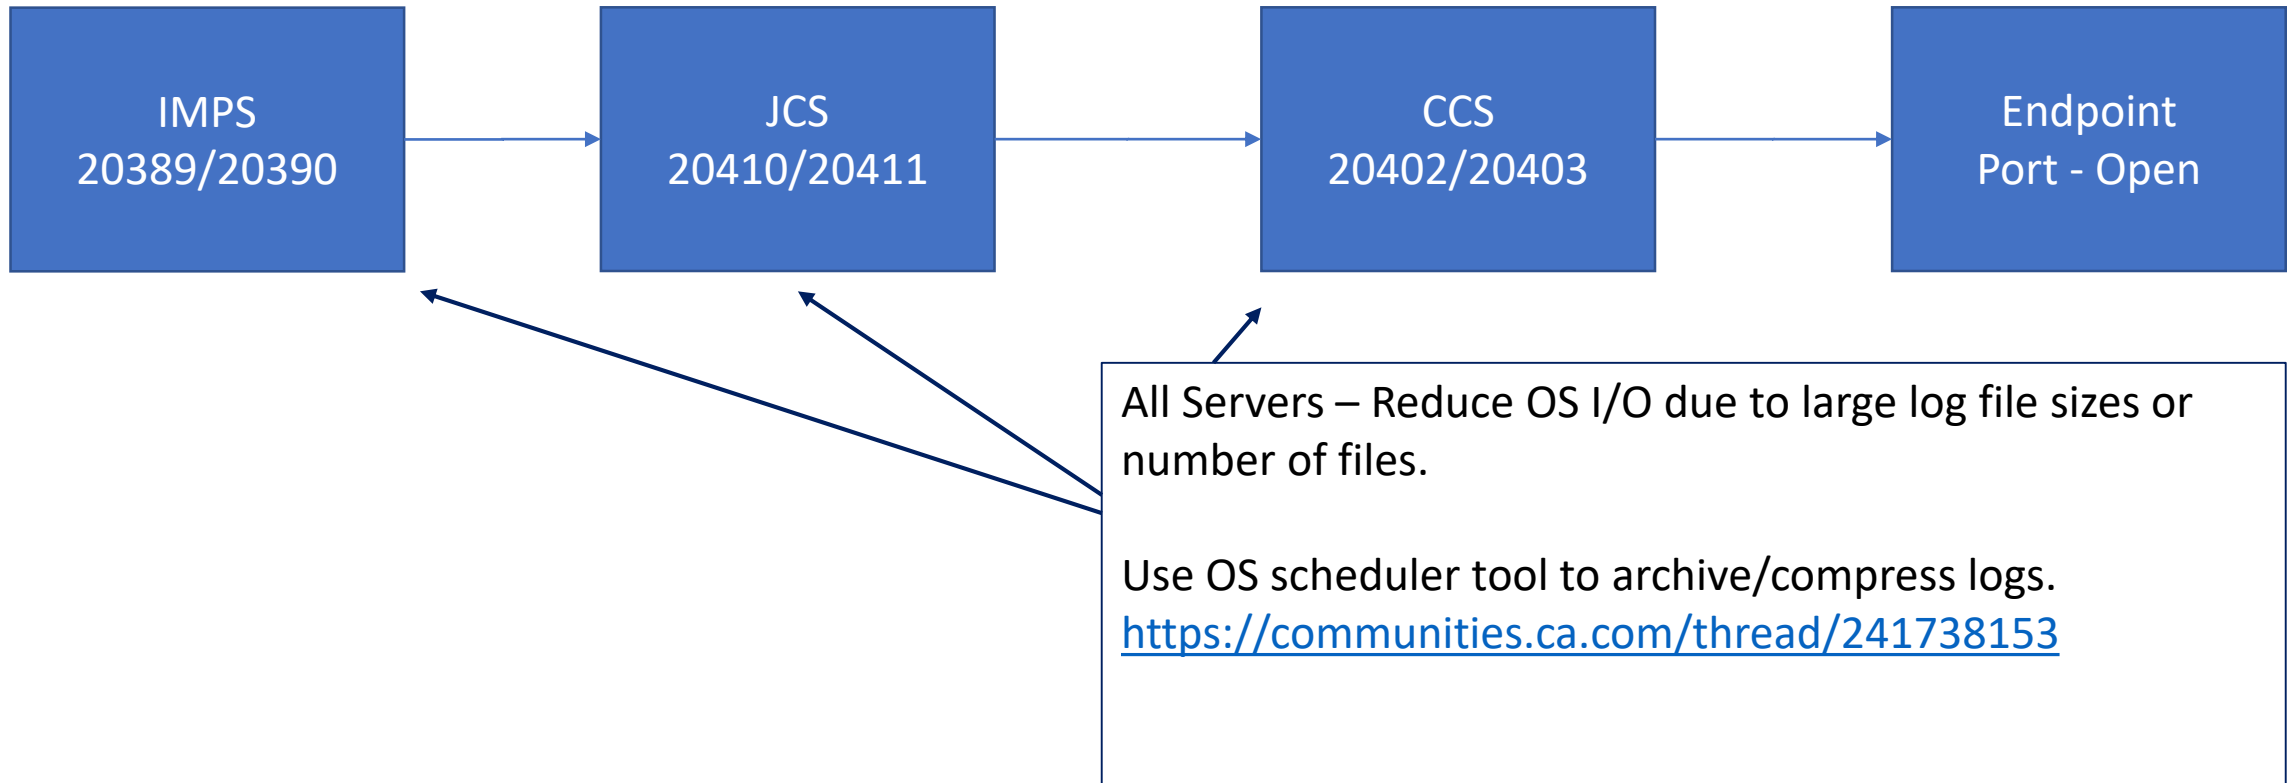 IMPS
20389/20390
JCS
20410/20411
CCS
20402/20403
Endpoint
Port - Open
All Servers – Reduce OS I/O due to large log file sizes or
number of files.
Use OS scheduler tool to archive/compress logs.
https://communities.ca.com/thread/241738153